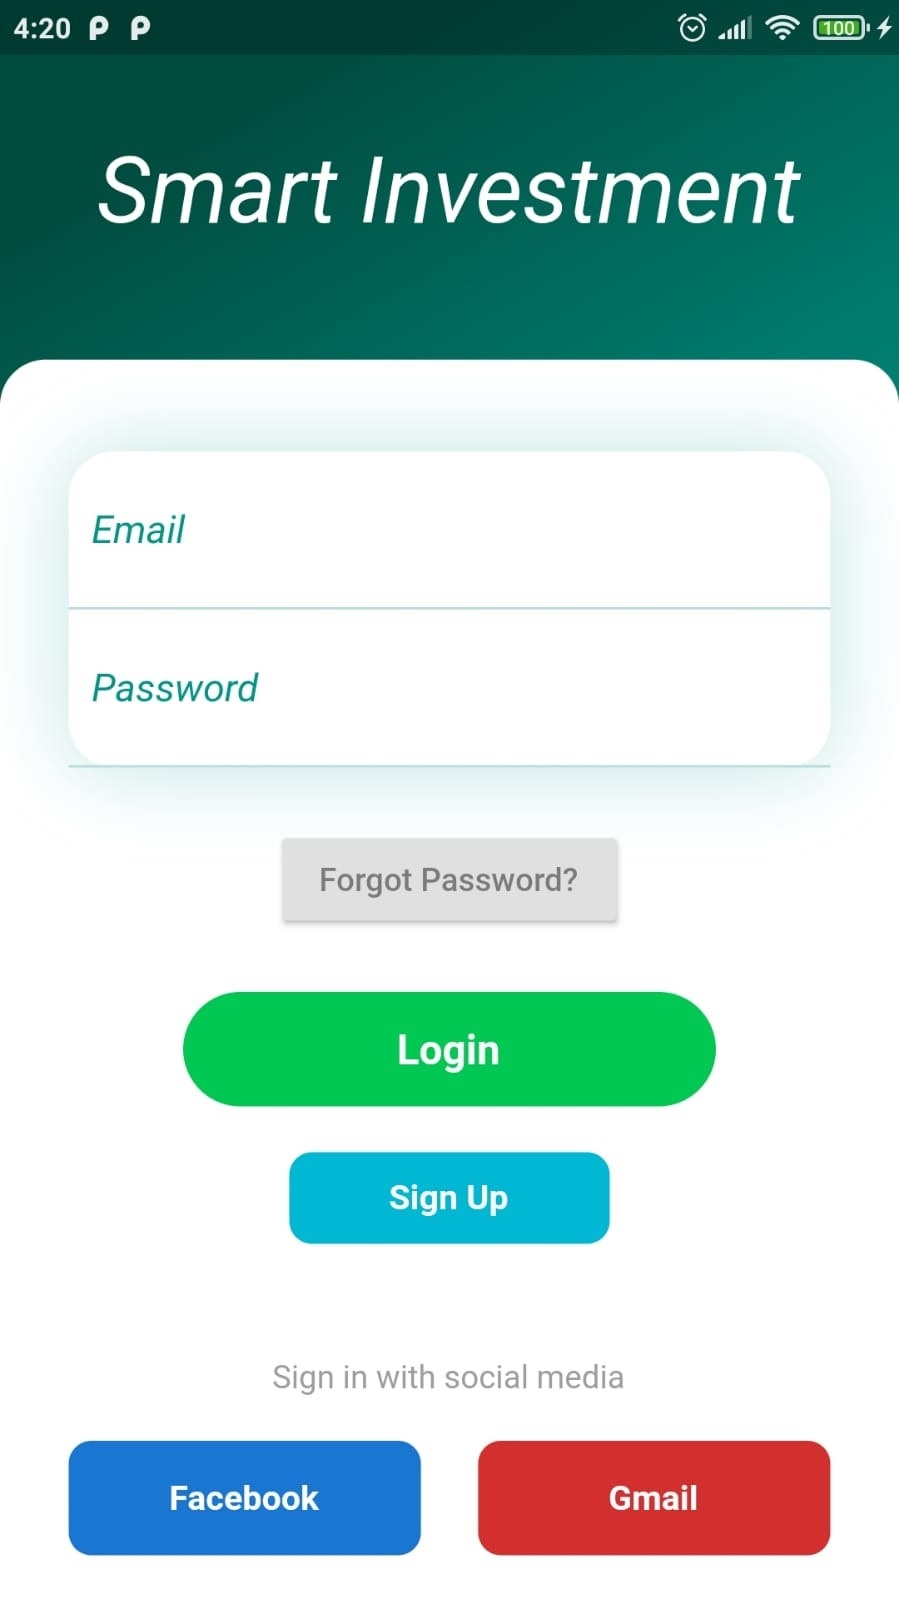 4:20
100
Smart Investment
Email
Password
Forgot Password?
Login
Sign Up
Sign in with social media
Facebook
Gmail